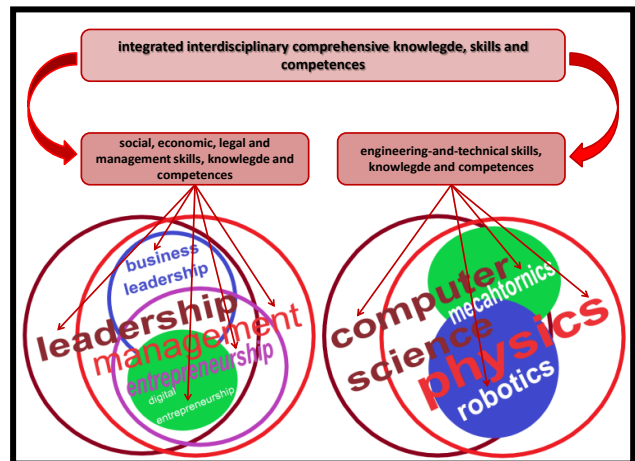 integrated interdisciplinary comprehensive knowlegde, skills and
competences
social, economic, legal and
management skills, knowlegde and
competences
engineering-and-technical skills,
knowlegde and competences
business
leadership
leadership
management
entrepreneurship
digital
entrepreneurship
computer
science
mecahtornics
physics
robotics